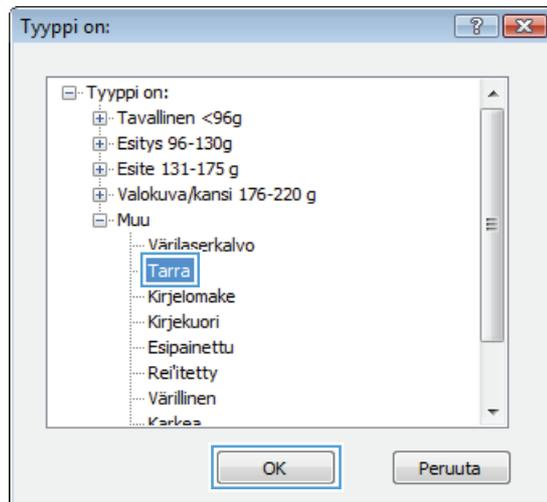 Tyyppi on:
Tyyppi on:
Tavallinen <96g
Esitys 96-130g
Esite 131-175 g
Valokuva/kansi 176-220 g
Muu
Värilaserkalvo
Tarra
Kirjelomake
Kirjekuori
Esipainettu
Rei'itetty
Värillinen
Karkea
OK Peruuta